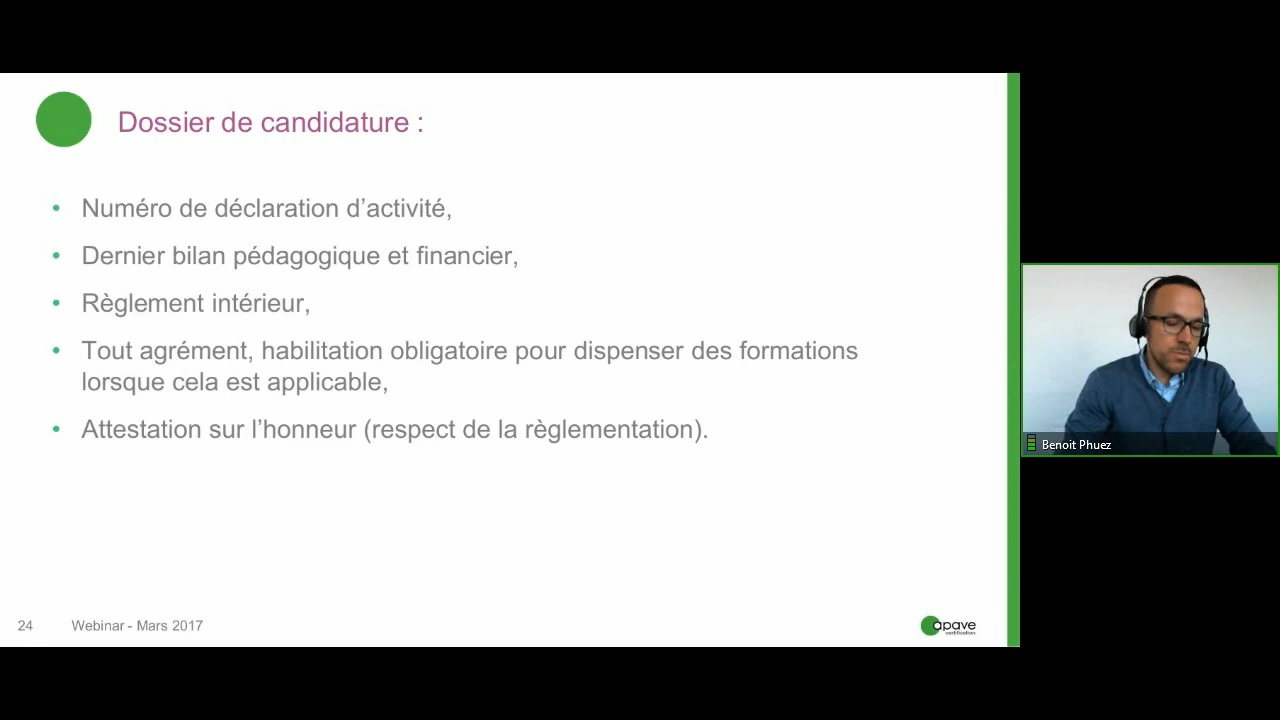 Dossier de candidature :
• Numéro de déclaration d’activité,
• Dernier bilan pédagogique et financier,
• Règlement intérieur,
• Tout agrément, habilitation obligatoire pour dispenser des formations
lorsque cela est applicable,
• Attestation sur l’honneur (respect de la règlementation).
Benoit Phuez
24 Webinar - Mars 2017
apave
certification